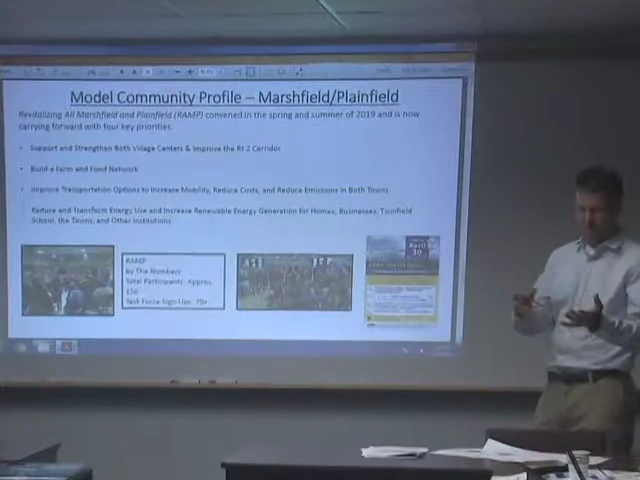 Model Community Profile – Marshfield/Plainfield
Revitalizing All Marshfield and Plainfield (RAMP) convened in the spring and summer of 2019 and is now
carrying forward with four key priorities:
Support and Strengthen Both Village Centers & Improve the Rt 2 Corridor
Build a Farm and Food Network
Improve Transportation Options to Increase Mobility, Reduce Costs, and Reduce Emissions in Both Towns
Reduce and Transform Energy Use and Increase Renewable Energy Generation for Homes, Businesses, Twinfield
School, the Towns, and Other Institutions
RAMP
by The Numbers
Total Participants: Approx.
150
Task Force Sign-Ups: 70+
April
30